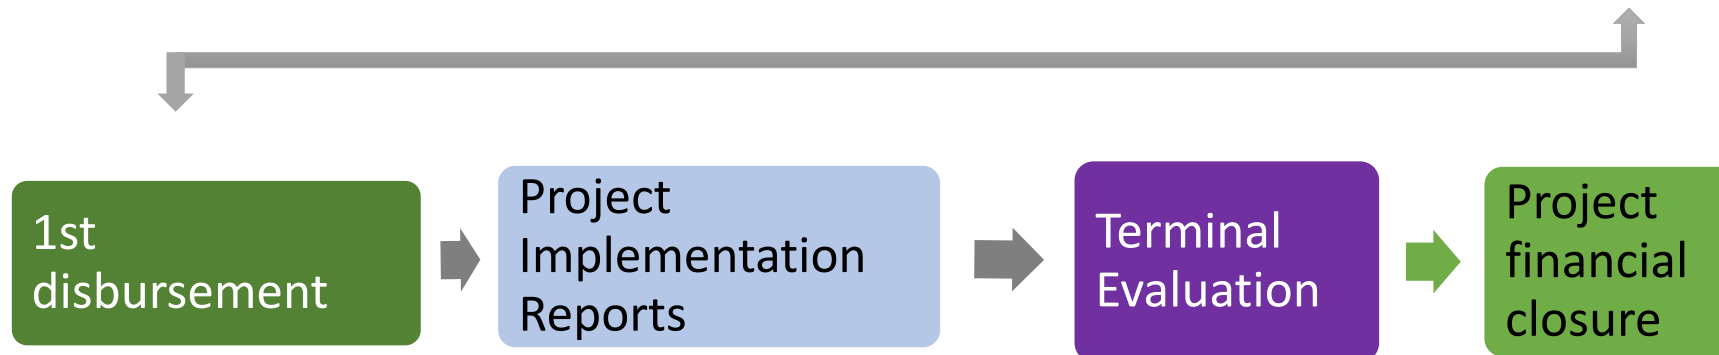 1st
disbursement
Project
Implementation
Reports
Terminal
Evaluation
Project
financial
closure